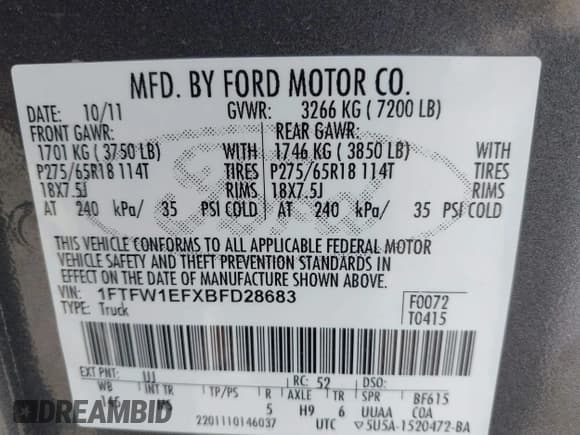 MFD. BY FORD MOTOR CO.
DATE: 10/11 GVWR: 3266 KG ( 7200 LB)
FRONT GAWR: REAR GAWR:
1701 KG ( 3750 LB) WITH 1746 KG ( 3850 LB) WITH
P275/65R18 114T TIRES P275/65R18 114T TIRES
18X7.5J RIMS 18X7.5J RIMS
AT 240 kPa/ 35 PSI COLD AT 240 kPa/ 35 PSI COLD
THIS VEHICLE CONFORMS TO ALL APPLICABLE FEDERAL MOTOR
VEHICLE SAFETY AND THEFT PREVENTION STANDARDS IN
EFFECT ON THE DATE OF MANUFACTURE SHOWN ABOVE.
VIN: 1FTFW1EFXBFD28683 F0072
TYPE: Truck T0415
EXT PNT: UJ RC: 52 DSO:
WB INT TR TP/PS R AXLE TR SPR BF615
145 5 H9 6 UUAA COA
2201110146037 UTC 5U5A-1520472-BA
DREAMBID